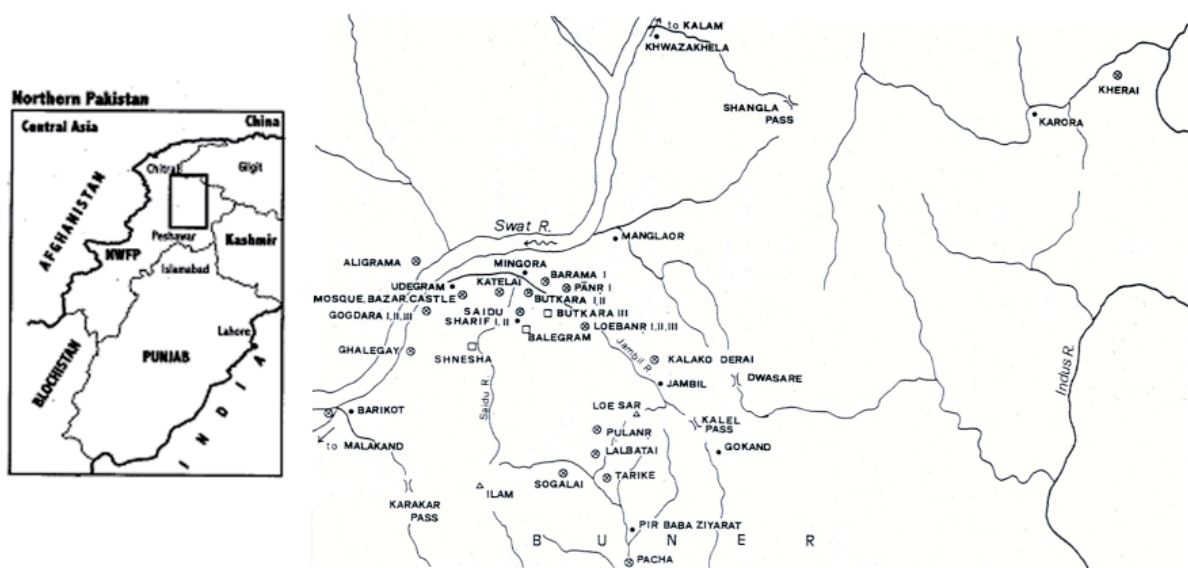 Northern Pakistan
Central Asia
China
Chitral
Gilgit
AFGHANISTAN
NWFP
Peshawar
Kashmir
Islamabad
Lahore
PUNJAB
BLOCHISTAN
INDIA
to KALAM
KHWAZAKHELA
SHANGLA
PASS
KHERAI
KARORA
Swat R.
MANGLAOR
ALIGRAMA
MINGORA
BARAMA I
UDEGRAM
KATELAI
PĀNR I
MOSQUE, BAZAR, CASTLE
BUTKARA I,II
GOGDARA I,II,III
SAIDU
SHARIF I,II
BUTKARA III
BALEGRAM
LOEBANR I,II,III
GHALEGAY
SHNESHA
Jambil R.
KALAKO DERAI
DWASARE
Indus R.
JAMBIL
Saidu R.
LOE SAR
BARIKOT
KALEL
PASS
to MALAKAND
PULANR
GOKAND
LALBATAI
SOGALAI
TARIKE
KARAKAR
PASS
ILAM
PIR BABA ZIYARAT
BUNER
PACHA